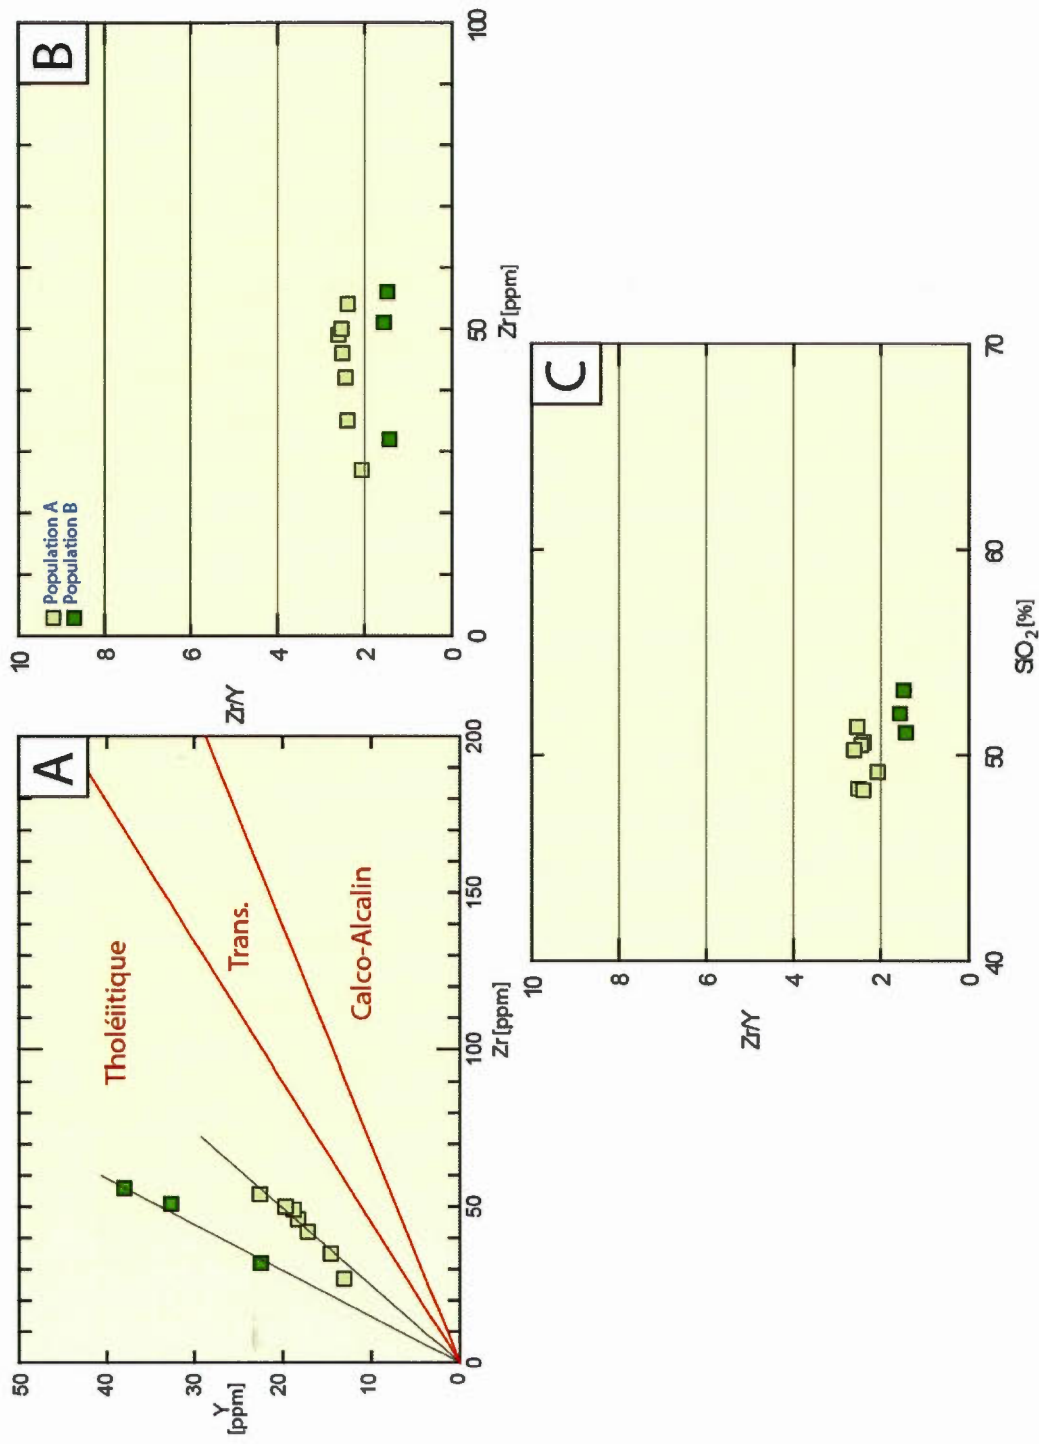 A
Tholéiitique
Trans.
Calco-Alcalin
50
40
30
20
10
0
Y
[ppm]
0
50
100
150
200
Zr[ppm]
B
Population A
Population B
10
8
6
4
2
0
Zr/Y
0
50
100
Zr[ppm]
C
10
8
6
4
2
0
Zr/Y
40
50
60
70
SiO₂[%]